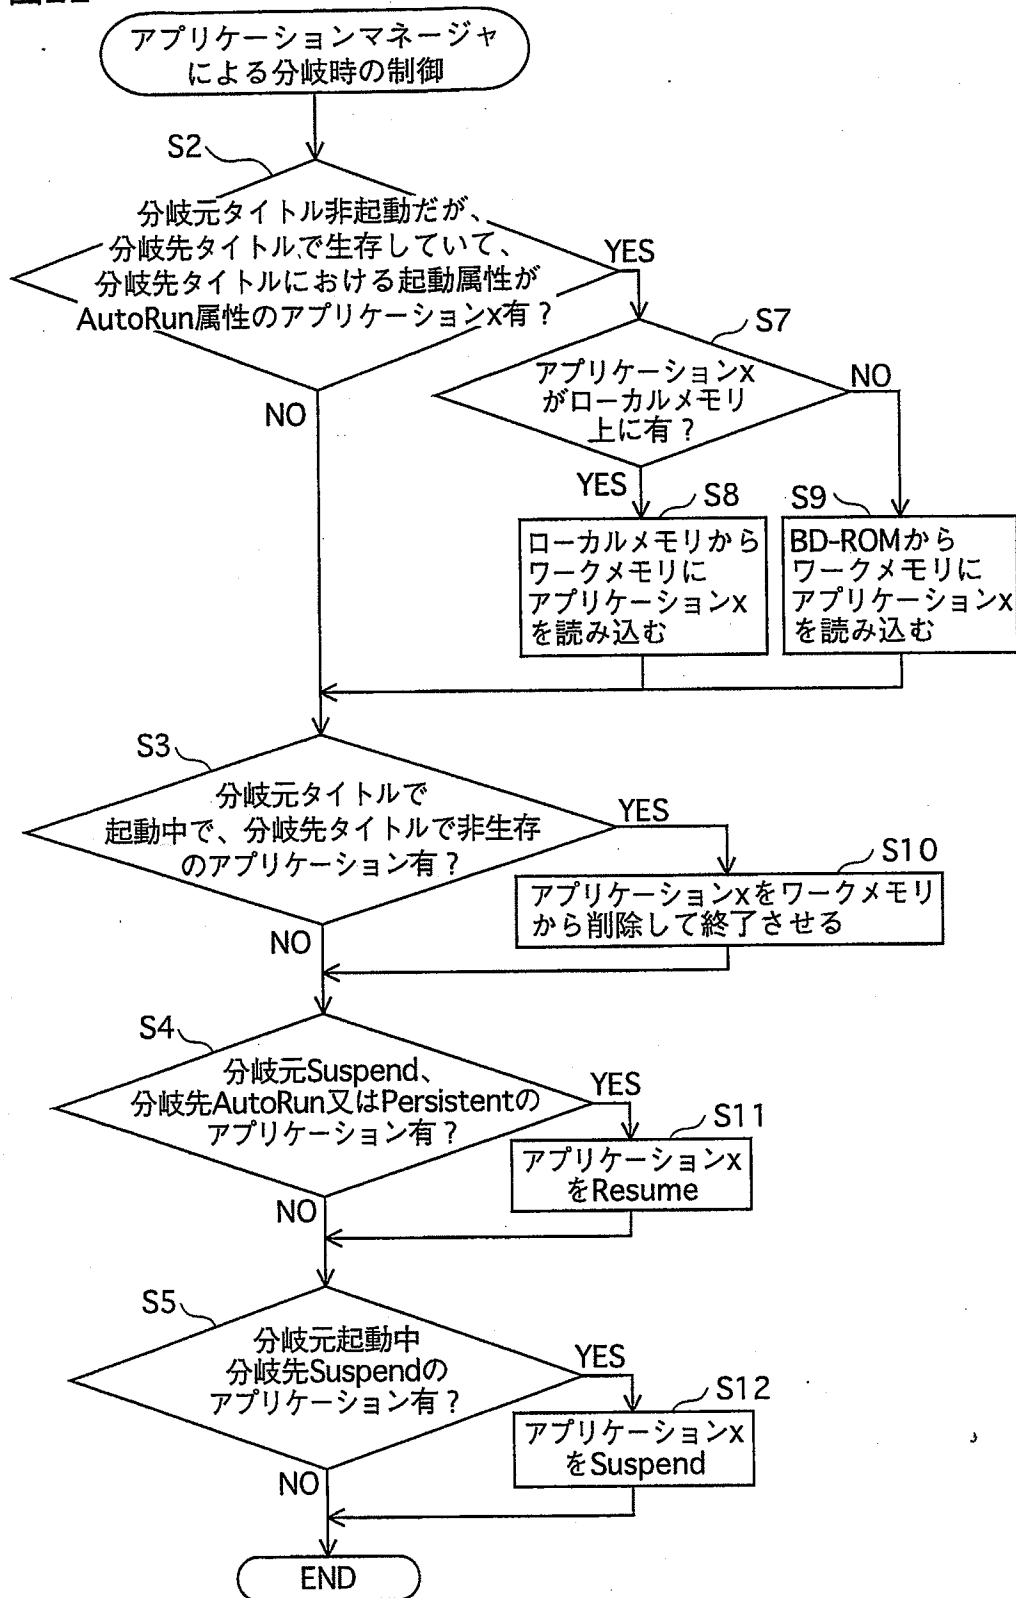 アプリケーションマネージャ
による分岐時の制御
S2
分岐元タイトル非起動だが、
分岐先タイトルで生存していて、
分岐先タイトルにおける起動属性が
AutoRun属性のアプリケーションx有？
YES
NO
S7
アプリケーションx
がローカルメモリ
上に有？
NO
YES
S8
ローカルメモリから
ワークメモリに
アプリケーションx
を読み込む
S9
BD-ROMから
ワークメモリに
アプリケーションx
を読み込む
S3
分岐元タイトルで
起動中で、分岐先タイトルで非生存
のアプリケーション有？
YES
NO
S10
アプリケーションxをワークメモリ
から削除して終了させる
S4
分岐元Suspend、
分岐先AutoRun又はPersistentの
アプリケーション有？
YES
NO
S11
アプリケーションx
をResume
S5
分岐元起動中
分岐先Suspendの
アプリケーション有？
YES
NO
S12
アプリケーションx
をSuspend
END